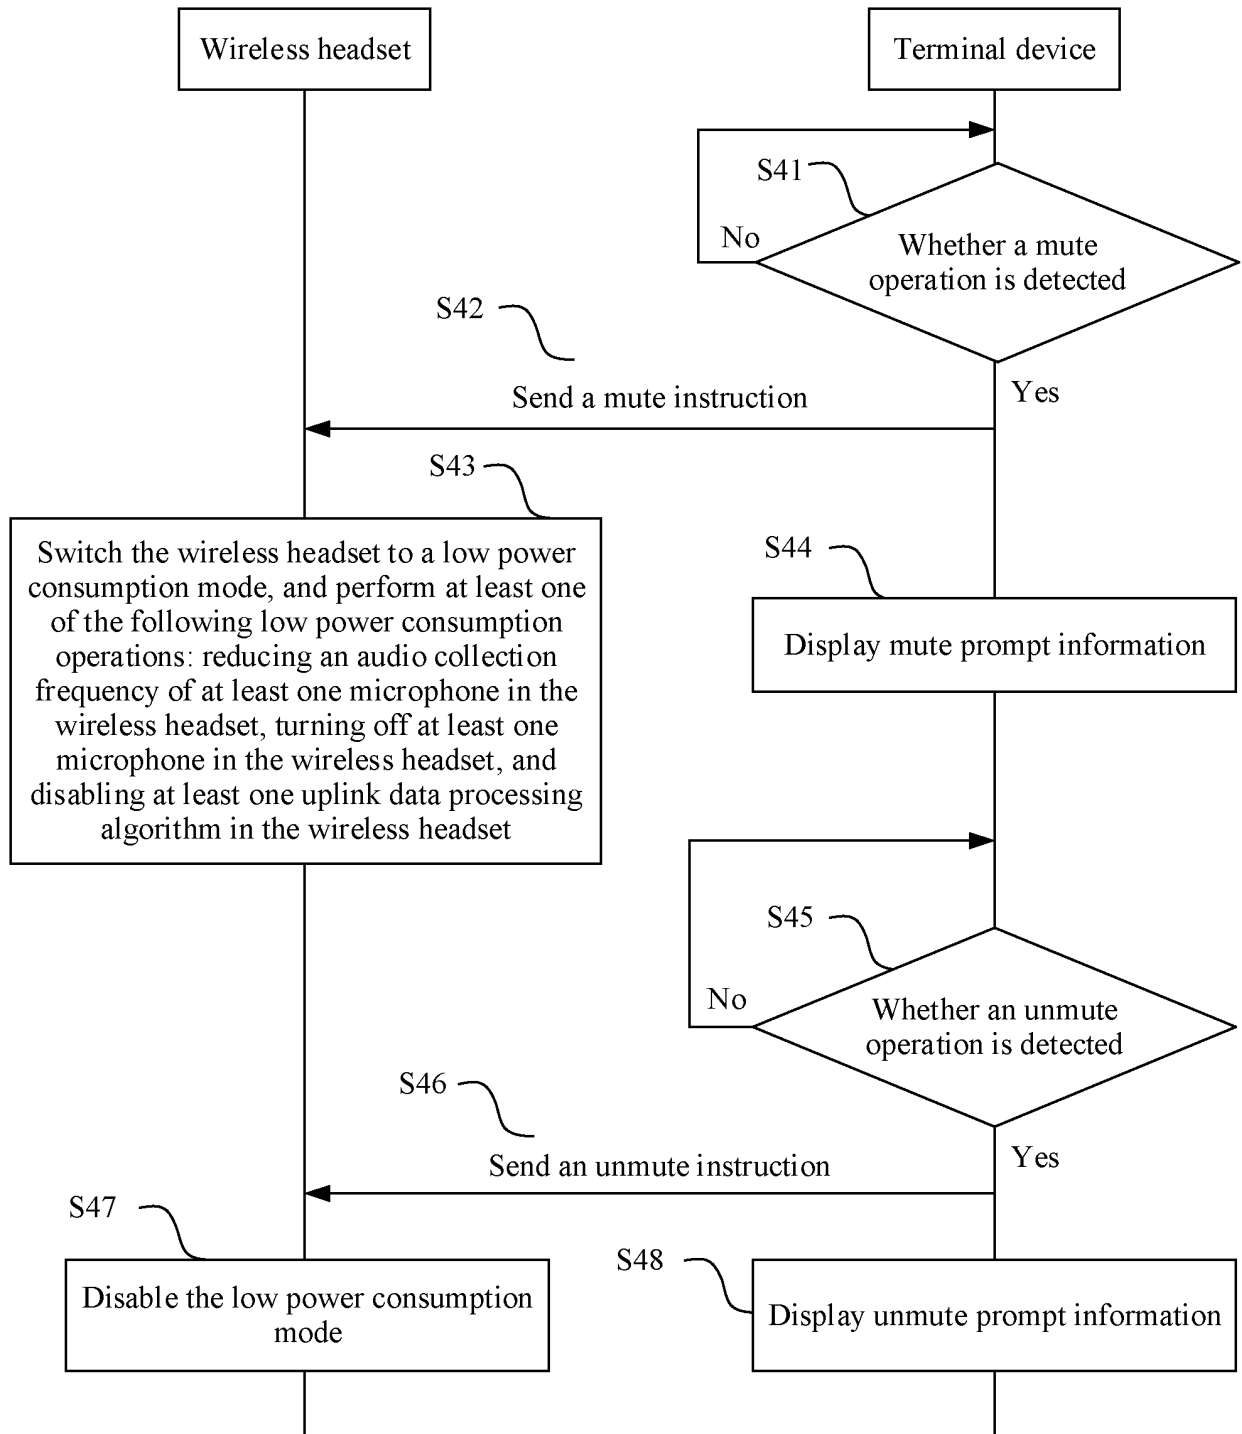 Wireless headset
Terminal device
S41
No
Whether a mute
operation is detected
S42
Yes
Send a mute instruction
S43
Switch the wireless headset to a low power
consumption mode, and perform at least one
of the following low power consumption
operations: reducing an audio collection
frequency of at least one microphone in the
wireless headset, turning off at least one
microphone in the wireless headset, and
disabling at least one uplink data processing
algorithm in the wireless headset
S44
Display mute prompt information
S45
No
Whether an unmute
operation is detected
S46
Yes
Send an unmute instruction
S47
Disable the low power consumption
mode
S48
Display unmute prompt information